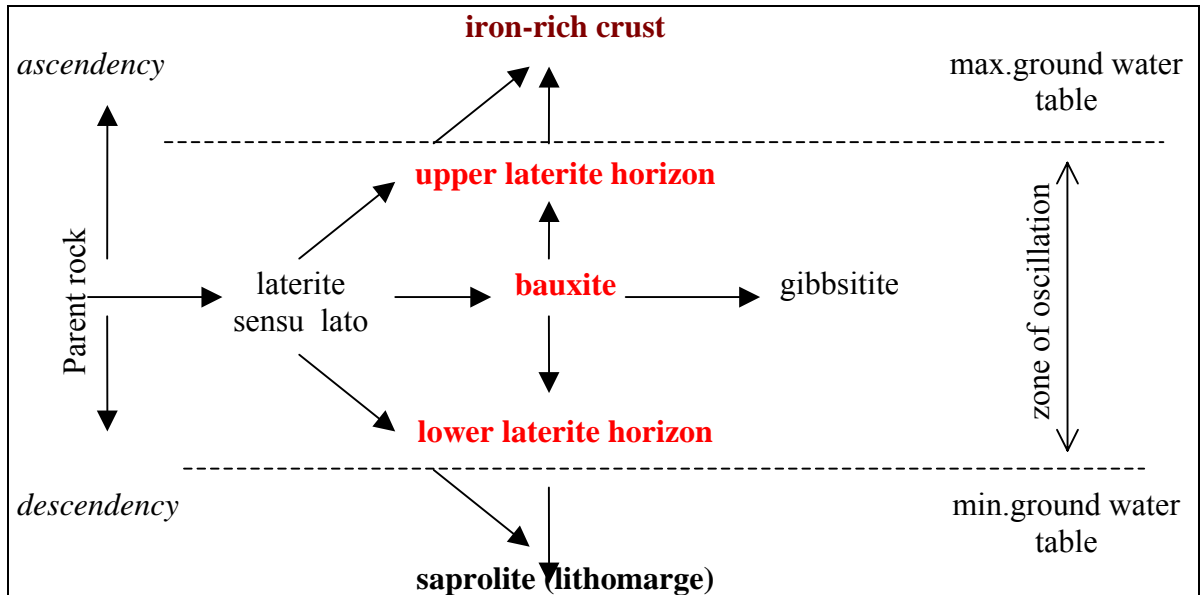 iron-rich crust
ascendency
max.ground water
table
upper laterite horizon
Parent rock
laterite
sensu lato
bauxite
gibbsitite
zone of oscillation
lower laterite horizon
descendency
min.ground water
table
saprolite (lithomarge)